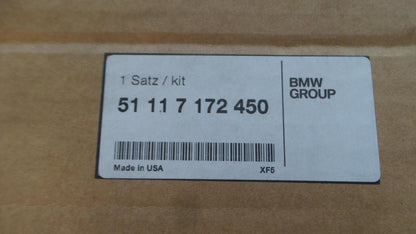 1 Satz / kit
51 11 7 172 450
BMW
GROUP
Made in USA
XF5